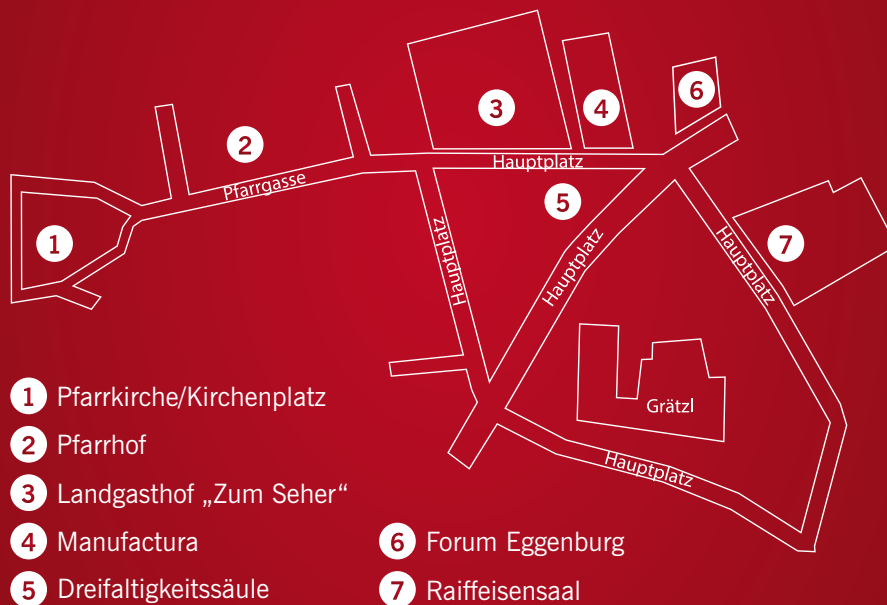 6
3
4
2
Hauptplatz
Pfarrgasse
5
1
Hauptplatz
Hauptplatz
Hauptplatz
7
Grätzl
Hauptplatz
1 Pfarrkirche/Kirchenplatz
2 Pfarrhof
3 Landgasthof „Zum Seher“
4 Manufactura
5 Dreifaltigkeitssäule
6 Forum Eggenburg
7 Raiffeisensaal